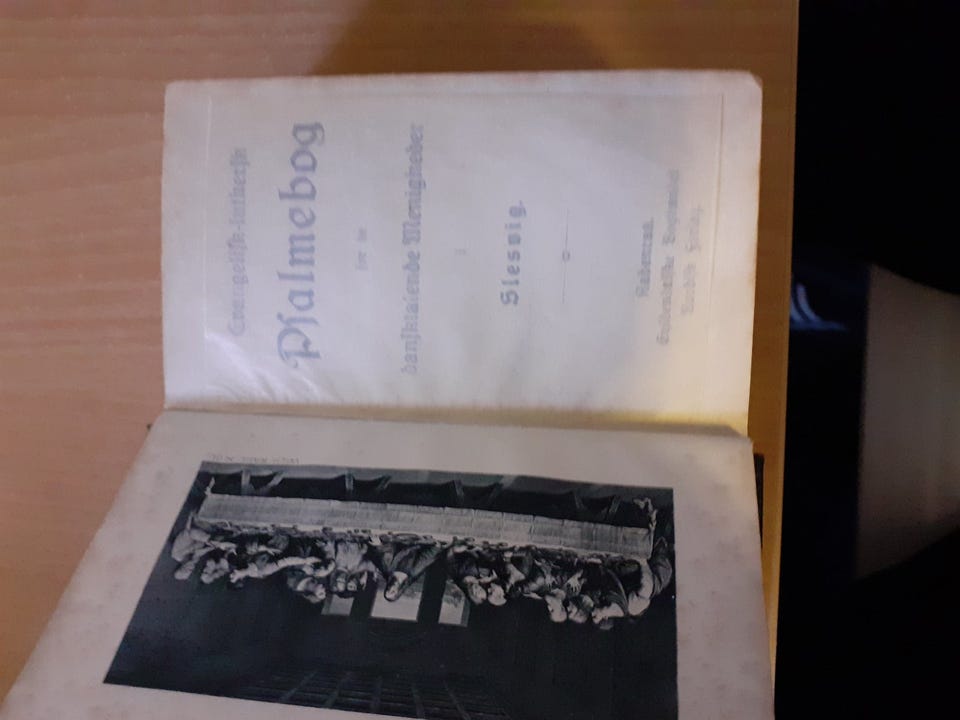 Evangelisk-luthersk
Psalmebog
for de
dansktalende Menigheder
i
Slesvig.
Haderslev.